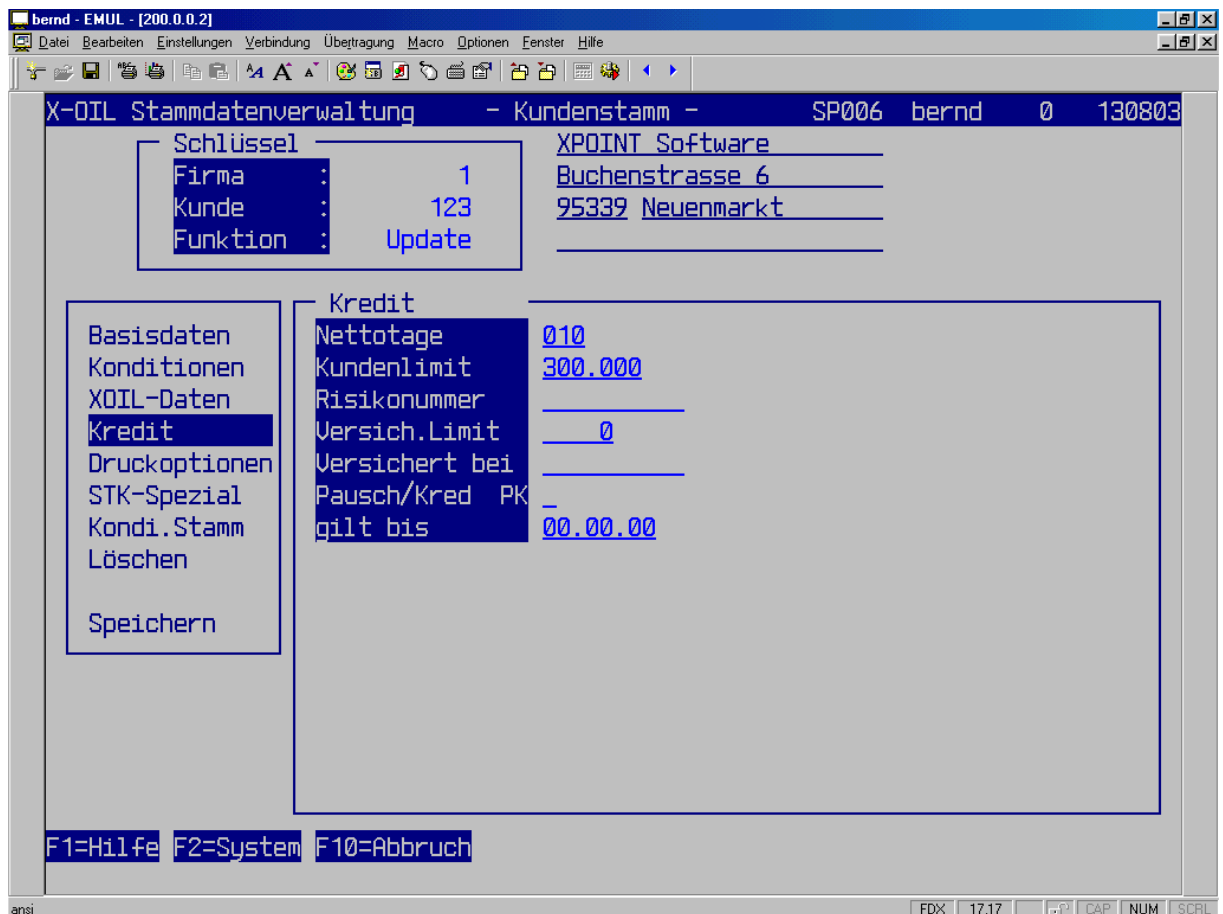 bernd - EMUL - [200.0.0.2]
Datei Bearbeiten Einstellungen Verbindung Übertragung Macro Optionen Fenster Hilfe
X-OIL Stammdatenverwaltung - Kundenstamm - SP006 bernd 0 130803
Schlüssel
XPOINT Software
Firma : 1
Buchenstrasse 6
Kunde : 123
95339 Neuenmarkt
Funktion : Update
Kredit
Basisdaten
Nettotage 010
Konditionen
Kundenlimit 300.000
XOIL-Daten
Risikonummer
Kredit
Versich.Limit 0
Druckoptionen
Versichert bei
STK-Spezial
Pausch/Kred PK
Kondi.Stamm
gilt bis 00.00.00
Löschen
Speichern
F1=Hilfe F2=System F10=Abbruch
ansi FDX 17,17 CAP NUM SCRL